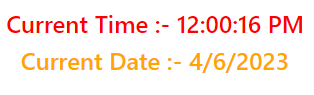 Current Time :- 12:00:16 PM
Current Date :- 4/6/2023